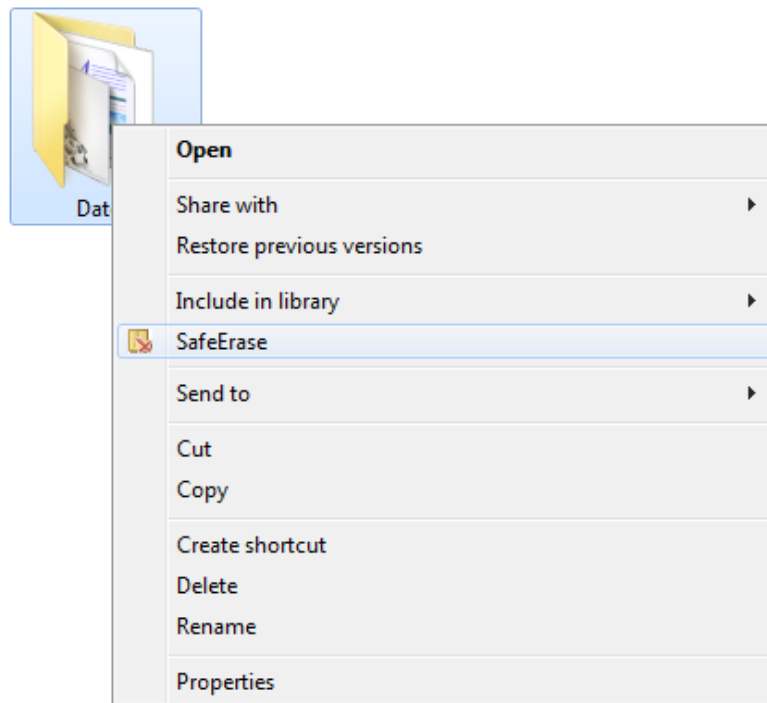 Dat
Open
Share with
Restore previous versions
Include in library
SafeErase
Send to
Cut
Copy
Create shortcut
Delete
Rename
Properties